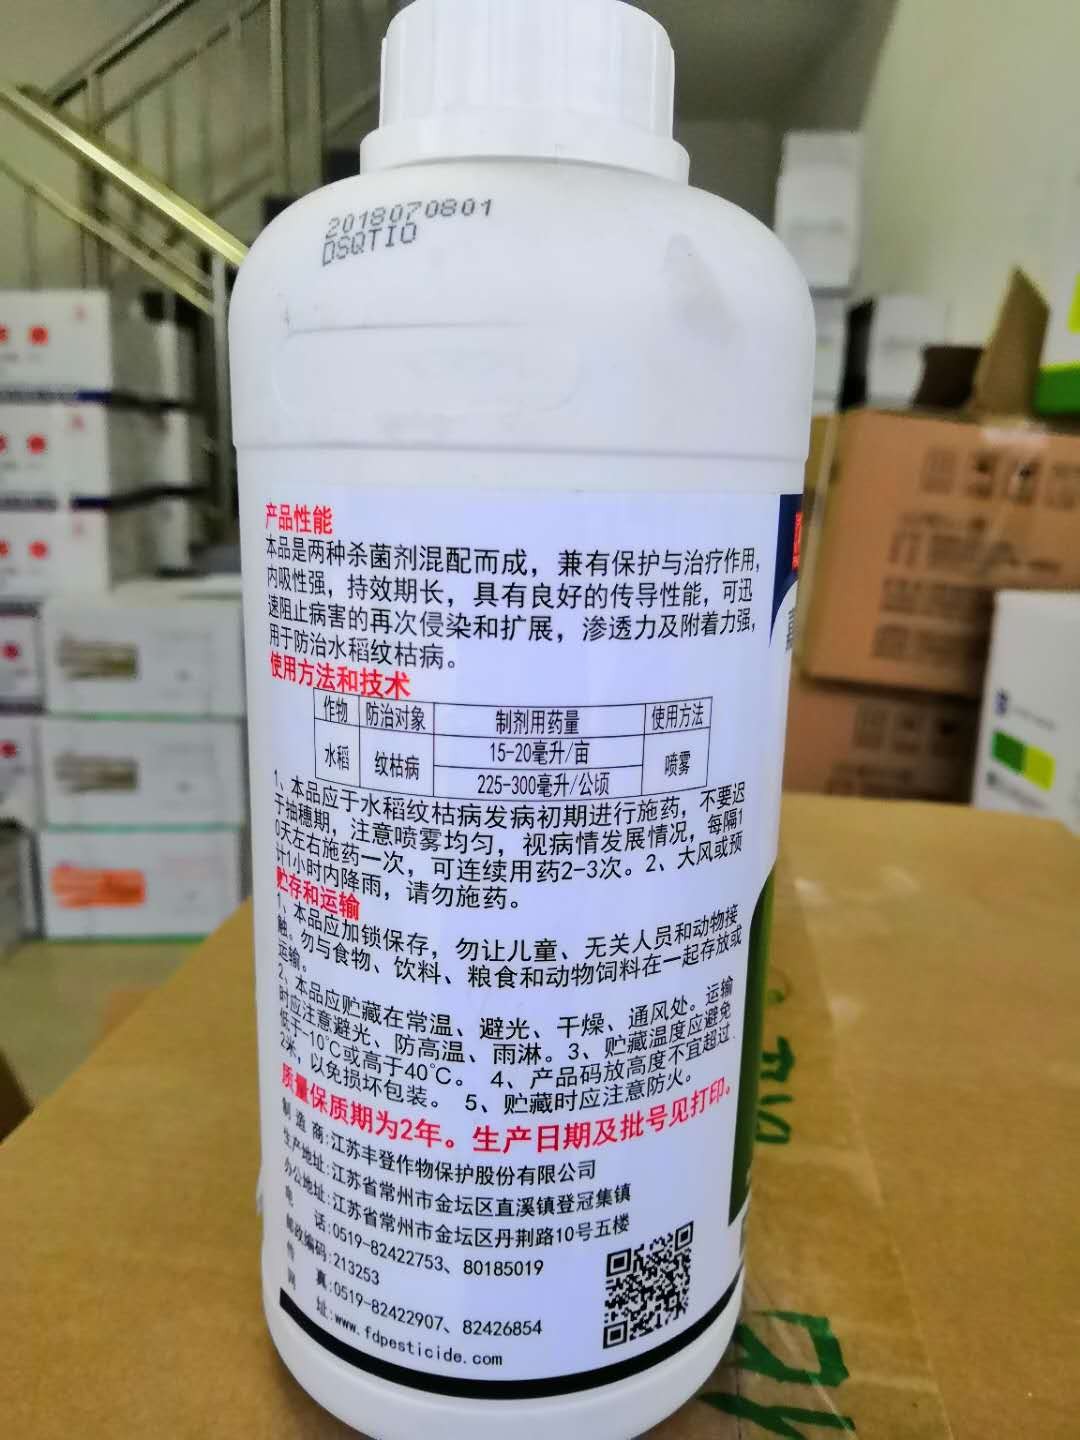 2018070801
DSQTIO
产品性能
本品是两种杀菌剂混配而成，兼有保护与治疗作用，
内吸性强，持效期长，具有良好的传导性能，可迅
速阻止病害的再次侵染和扩展，渗透力及附着力强，
用于防治水稻纹枯病。
使用方法和技术
作物 防治对象 制剂用药量 使用方法
水稻 纹枯病 15-20毫升/亩 喷雾
225-300毫升/公顷
1、本品应于水稻纹枯病发病初期进行施药，不要迟
于抽穗期，注意喷雾均匀，视病情发展情况，每隔1
0天左右施药一次，可连续用药2-3次。2、大风或预
计1小时内降雨，请勿施药。
贮存和运输
1、本品应加锁保存，勿让儿童、无关人员和动物接
触。勿与食物、饮料、粮食和动物饲料在一起存放或
运输。
2、本品应贮藏在常温、避光、干燥、通风处。运输
时应注意避光、防高温、雨淋。3、贮藏温度应避免
低于-10℃或高于40℃。 4、产品码放高度不宜超过
2米，以免损坏包装。 5、贮藏时应注意防火。
质量保质期为2年。生产日期及批号见打印。
制造商:江苏丰登作物保护股份有限公司
生产地址:江苏省常州市金坛区直溪镇登冠集镇
办公地址:江苏省常州市金坛区丹荆路10号五楼
电话:0519-82422753、80185019
邮政编码:213253
传真:0519-82422907、82426854
网址:www.fdpesticide.com